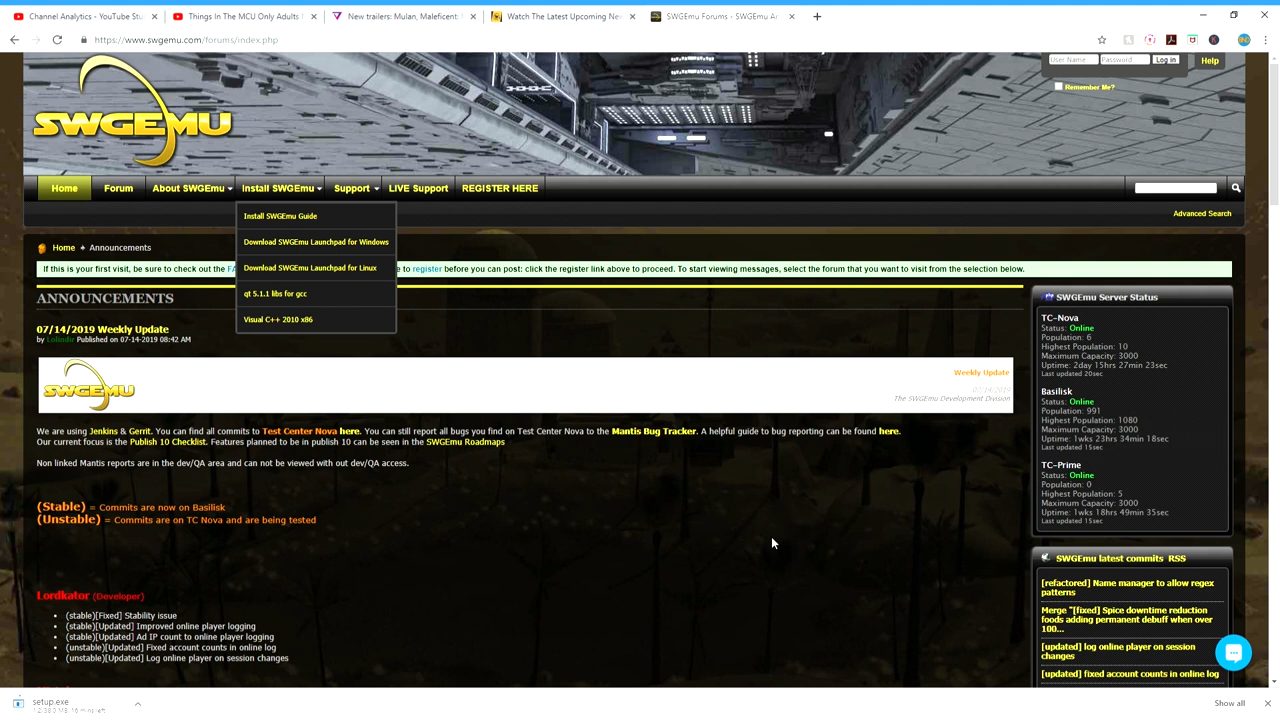 Channel Analytics - YouTube Stu
Things In The MCU Only Adults
New trailers: Mulan, Maleficent:
Watch The Latest Upcoming Ne
SWGEmu Forums - SWGEmu Ar
https://www.swgemu.com/forums/index.php
SWGEMU
User Name
Password
Log in
Help
Remember Me?
Home
Forum
About SWGEmu
Install SWGEmu
Support
LIVE Support
REGISTER HERE
Advanced Search
Install SWGEmu Guide
Download SWGEmu Launchpad for Windows
Download SWGEmu Launchpad for Linux
qt 5.1.1 libs for gcc
Visual C++ 2010 x86
Home Announcements
If this is your first visit, be sure to check out the FA e to register before you can post: click the register link above to proceed. To start viewing messages, select the forum that you want to visit from the selection below.
ANNOUNCEMENTS
07/14/2019 Weekly Update
by Lolindir Published on 07-14-2019 08:42 AM
SWGEMU
Weekly Update
07/14/2019
The SWGEmu Development Division
We are using Jenkins & Gerrit. You can find all commits to Test Center Nova here. You can still report all bugs you find on Test Center Nova to the Mantis Bug Tracker. A helpful guide to bug reporting can be found here.
Our current focus is the Publish 10 Checklist. Features planned to be in publish 10 can be seen in the SWGEmu Roadmaps
Non linked Mantis reports are in the dev/QA area and can not be viewed with out dev/QA access.
(Stable) = Commits are now on Basilisk
(Unstable) = Commits are on TC Nova and are being tested
Lordkator (Developer)
(stable)[Fixed] Stability issue
(stable)[Updated] Improved online player logging
(stable)[Updated] Ad IP count to online player logging
(unstable)[Updated] Fixed account counts in online log
(unstable)[Updated] Log online player on session changes
SWGEmu Server Status
TC-Nova
Status: Online
Population: 6
Highest Population: 10
Maximum Capacity: 3000
Uptime: 2day 15hrs 27min 23sec
Last updated 20sec
Basilisk
Status: Online
Population: 991
Highest Population: 1080
Maximum Capacity: 3000
Uptime: 1wks 23hrs 34min 18sec
Last updated 15sec
TC-Prime
Status: Online
Population: 0
Highest Population: 5
Maximum Capacity: 3000
Uptime: 1wks 18hrs 49min 35sec
Last updated 15sec
SWGEmu latest commits RSS
[refactored] Name manager to allow regex
patterns
Merge "[fixed] Spice downtime reduction
foods adding permanent debuff when over
100...
[updated] log online player on session
changes
[updated] fixed account counts in online log
setup.exe
mins left
Show all